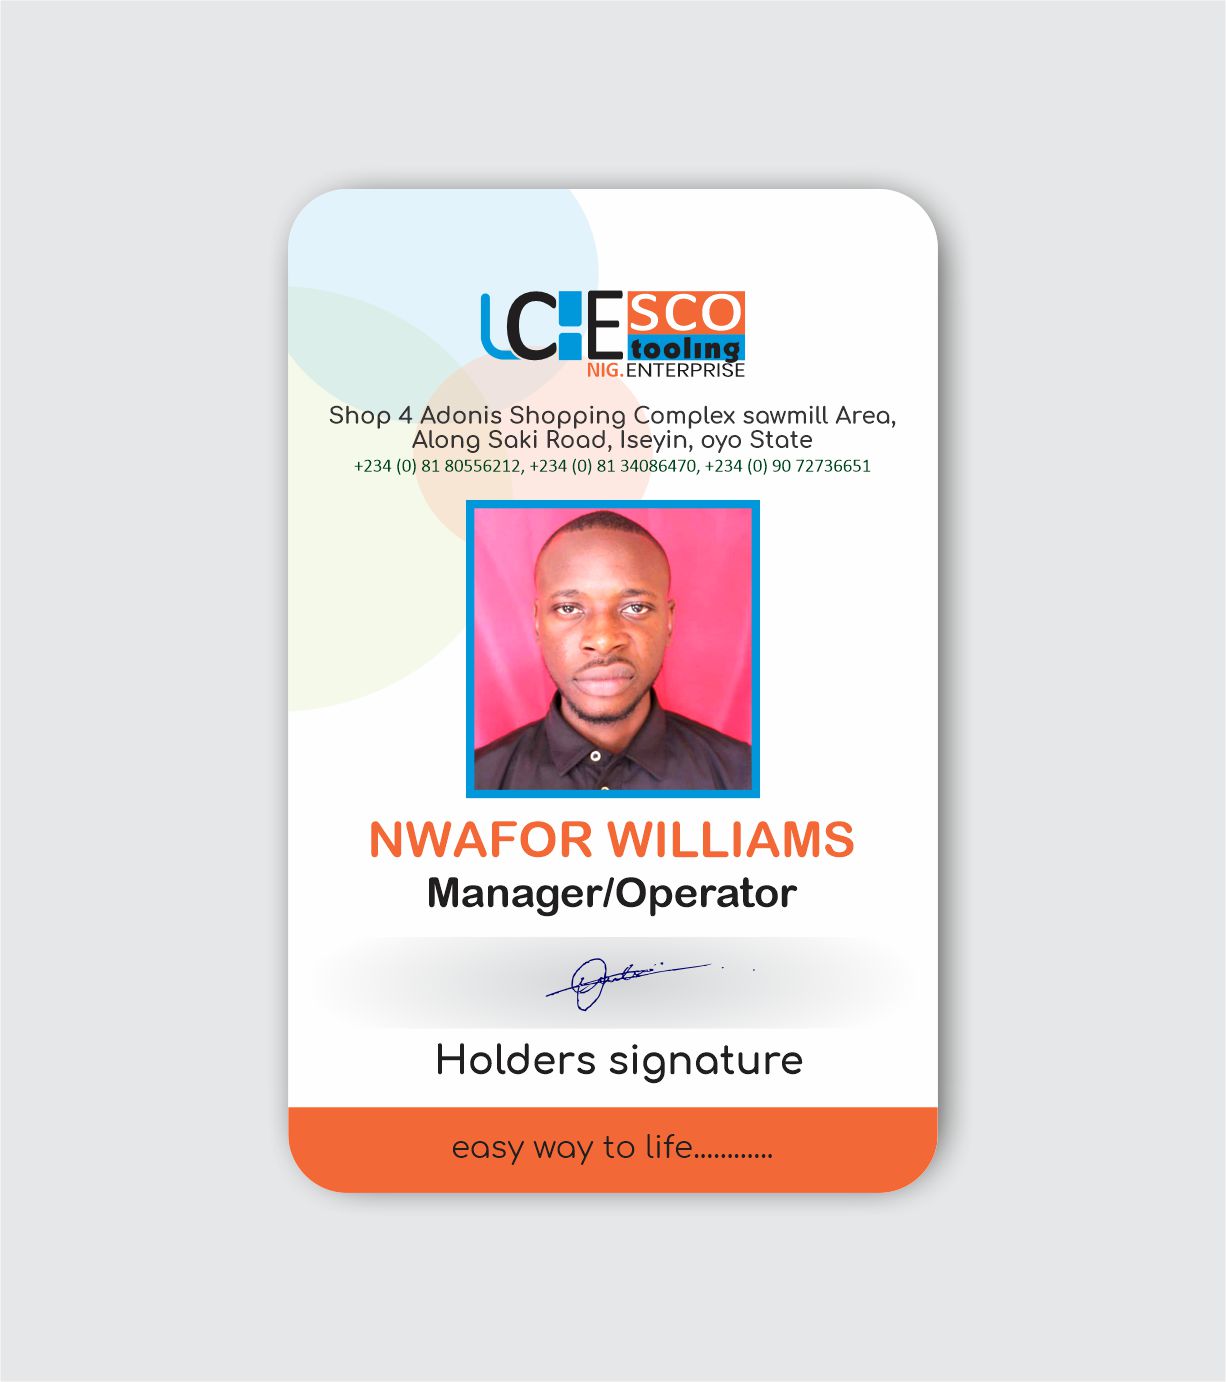 LCHESCO
tooling
NIG.ENTERPRISE
Shop 4 Adonis Shopping Complex sawmill Area,
Along Saki Road, Iseyin, oyo State
+234 (0) 81 80556212, +234 (0) 81 34086470, +234 (0) 90 72736651
NWAFOR WILLIAMS
Manager/Operator
Holders signature
easy way to life............